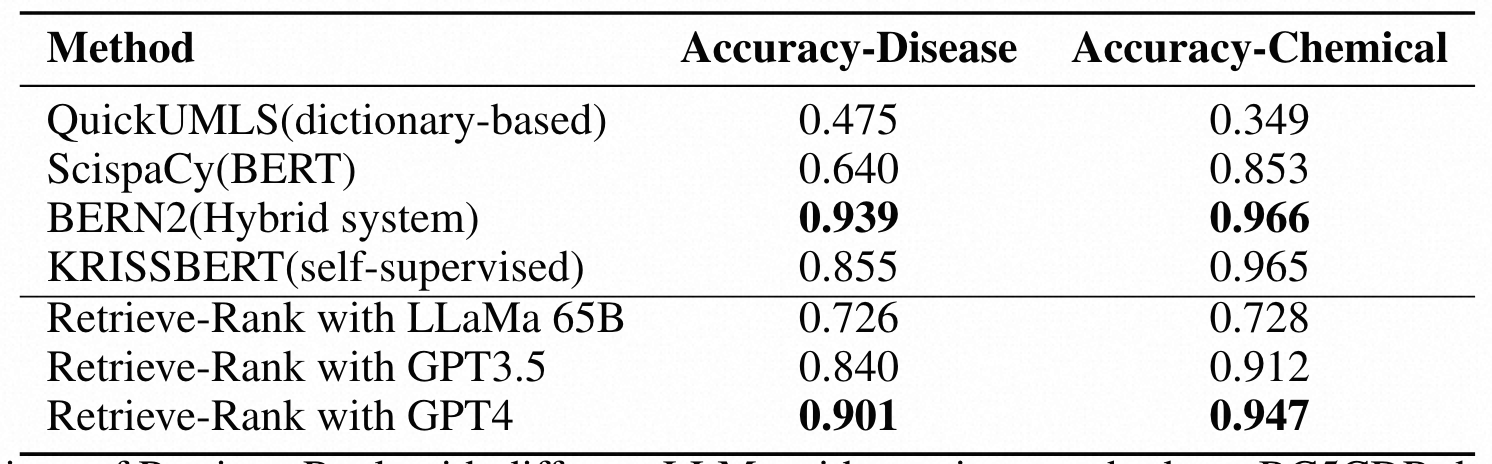 Method Accuracy-Disease Accuracy-Chemical
QuickUMLS(dictionary-based) 0.475 0.349
ScispaCy(BERT) 0.640 0.853
BERN2(Hybrid system) 0.939 0.966
KRISSBERT(self-supervised) 0.855 0.965
Retrieve-Rank with LLaMa 65B 0.726 0.728
Retrieve-Rank with GPT3.5 0.840 0.912
Retrieve-Rank with GPT4 0.901 0.947